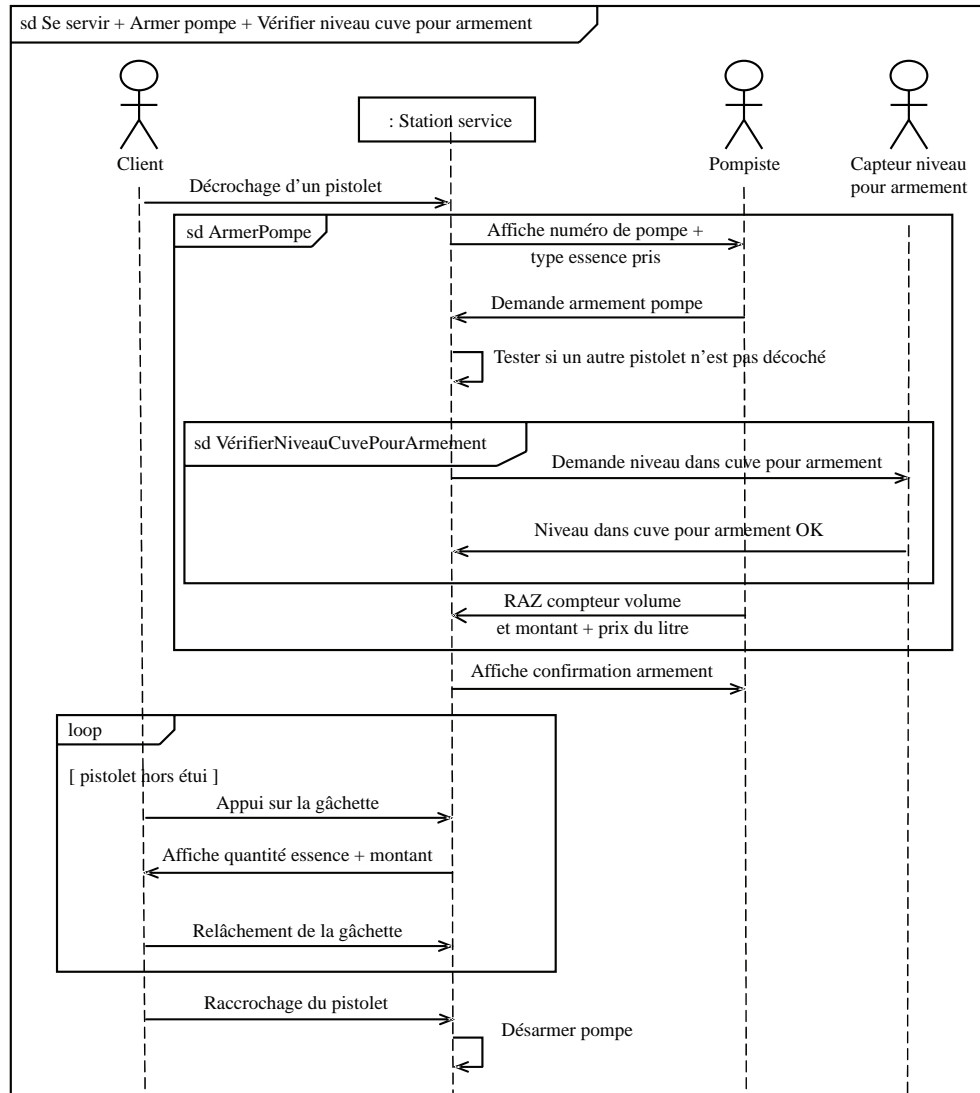 sd Se servir + Armer pompe + Vérifier niveau cuve pour armement
: Station service
Client
Pompiste
Capteur niveau
pour armement
Décrochage d’un pistolet
sd ArmerPompe
Affiche numéro de pompe +
type essence pris
Demande armement pompe
Tester si un autre pistolet n’est pas décoché
sd VérifierNiveauCuvePourArmement
Demande niveau dans cuve pour armement
Niveau dans cuve pour armement OK
RAZ compteur volume
et montant + prix du litre
Affiche confirmation armement
loop
[ pistolet hors étui ]
Appui sur la gâchette
Affiche quantité essence + montant
Relâchement de la gâchette
Raccrochage du pistolet
Désarmer pompe